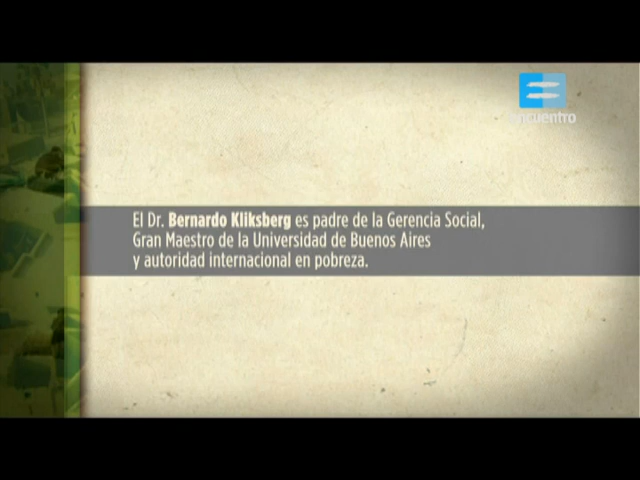 encuentro
El Dr. Bernardo Kliksberg es padre de la Gerencia Social,
Gran Maestro de la Universidad de Buenos Aires
y autoridad internacional en pobreza.